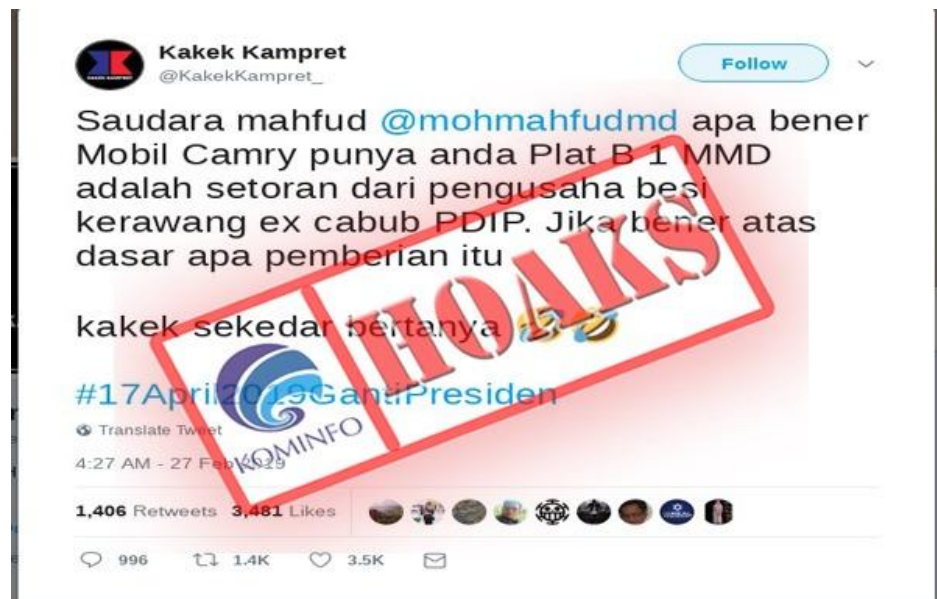 Kakek Kampret
@KakekKampret_
Follow
Saudara mahfud @mohmahfudmd apa bener
Mobil Camry punya anda Plat B 1 MMD
adalah setoran dari pengusaha besi
kerawang ex cabub PDIP. Jika bener atas
dasar apa pemberian itu
kakek sekedar bertanya
#17April2019GantiPresiden
Translate Tweet
4:27 AM - 27 Feb 2019
HOAKS
KOMINFO
1,406 Retweets 3,481 Likes
996 1.4K 3.5K